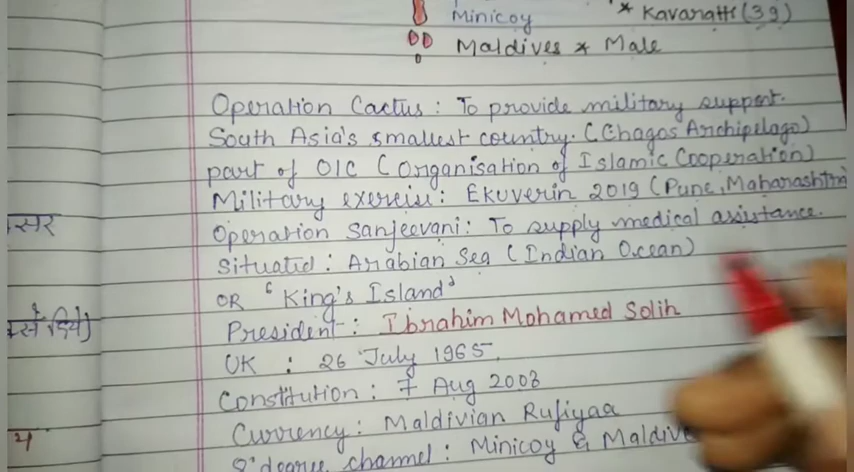 Minicoy * Kavaratti (39)
Maldives * Male
Operation Cactus : To provide military support.
South Asia's smallest country. (Chagos Archipelago)
part of OIC (Organisation of Islamic Cooperation)
Military exercise : Ekuverin 2019 (Pune, Maharashtra)
सर
Operation Sanjeevani : To supply medical assistance.
Situated : Arabian Sea (Indian Ocean)
OR "King's Island"
President : Ibrahim Mohamed Solih
UK : 26 July 1965.
Constitution : 7 Aug 2008
Currency : Maldivian Rufiyaa
8° degree channel : Minicoy & Maldive